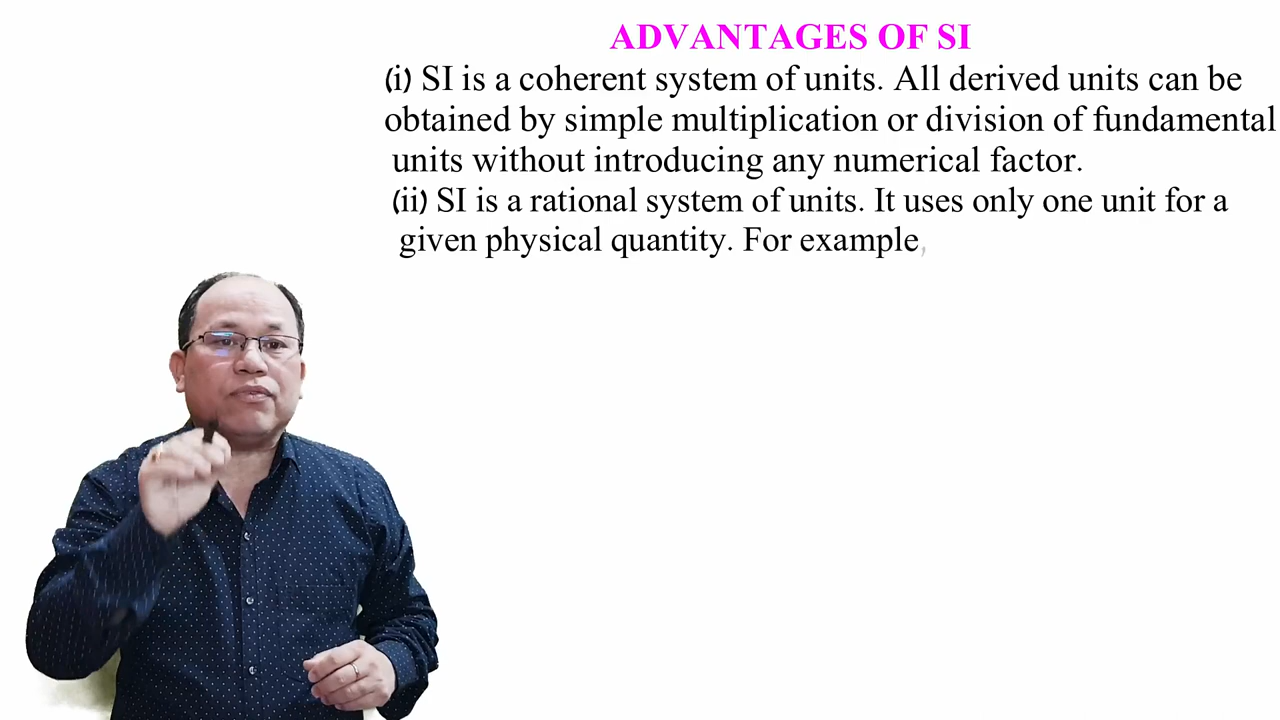 ADVANTAGES OF SI
(i) SI is a coherent system of units. All derived units can be
obtained by simple multiplication or division of fundamental
units without introducing any numerical factor.
(ii) SI is a rational system of units. It uses only one unit for a
given physical quantity. For example,